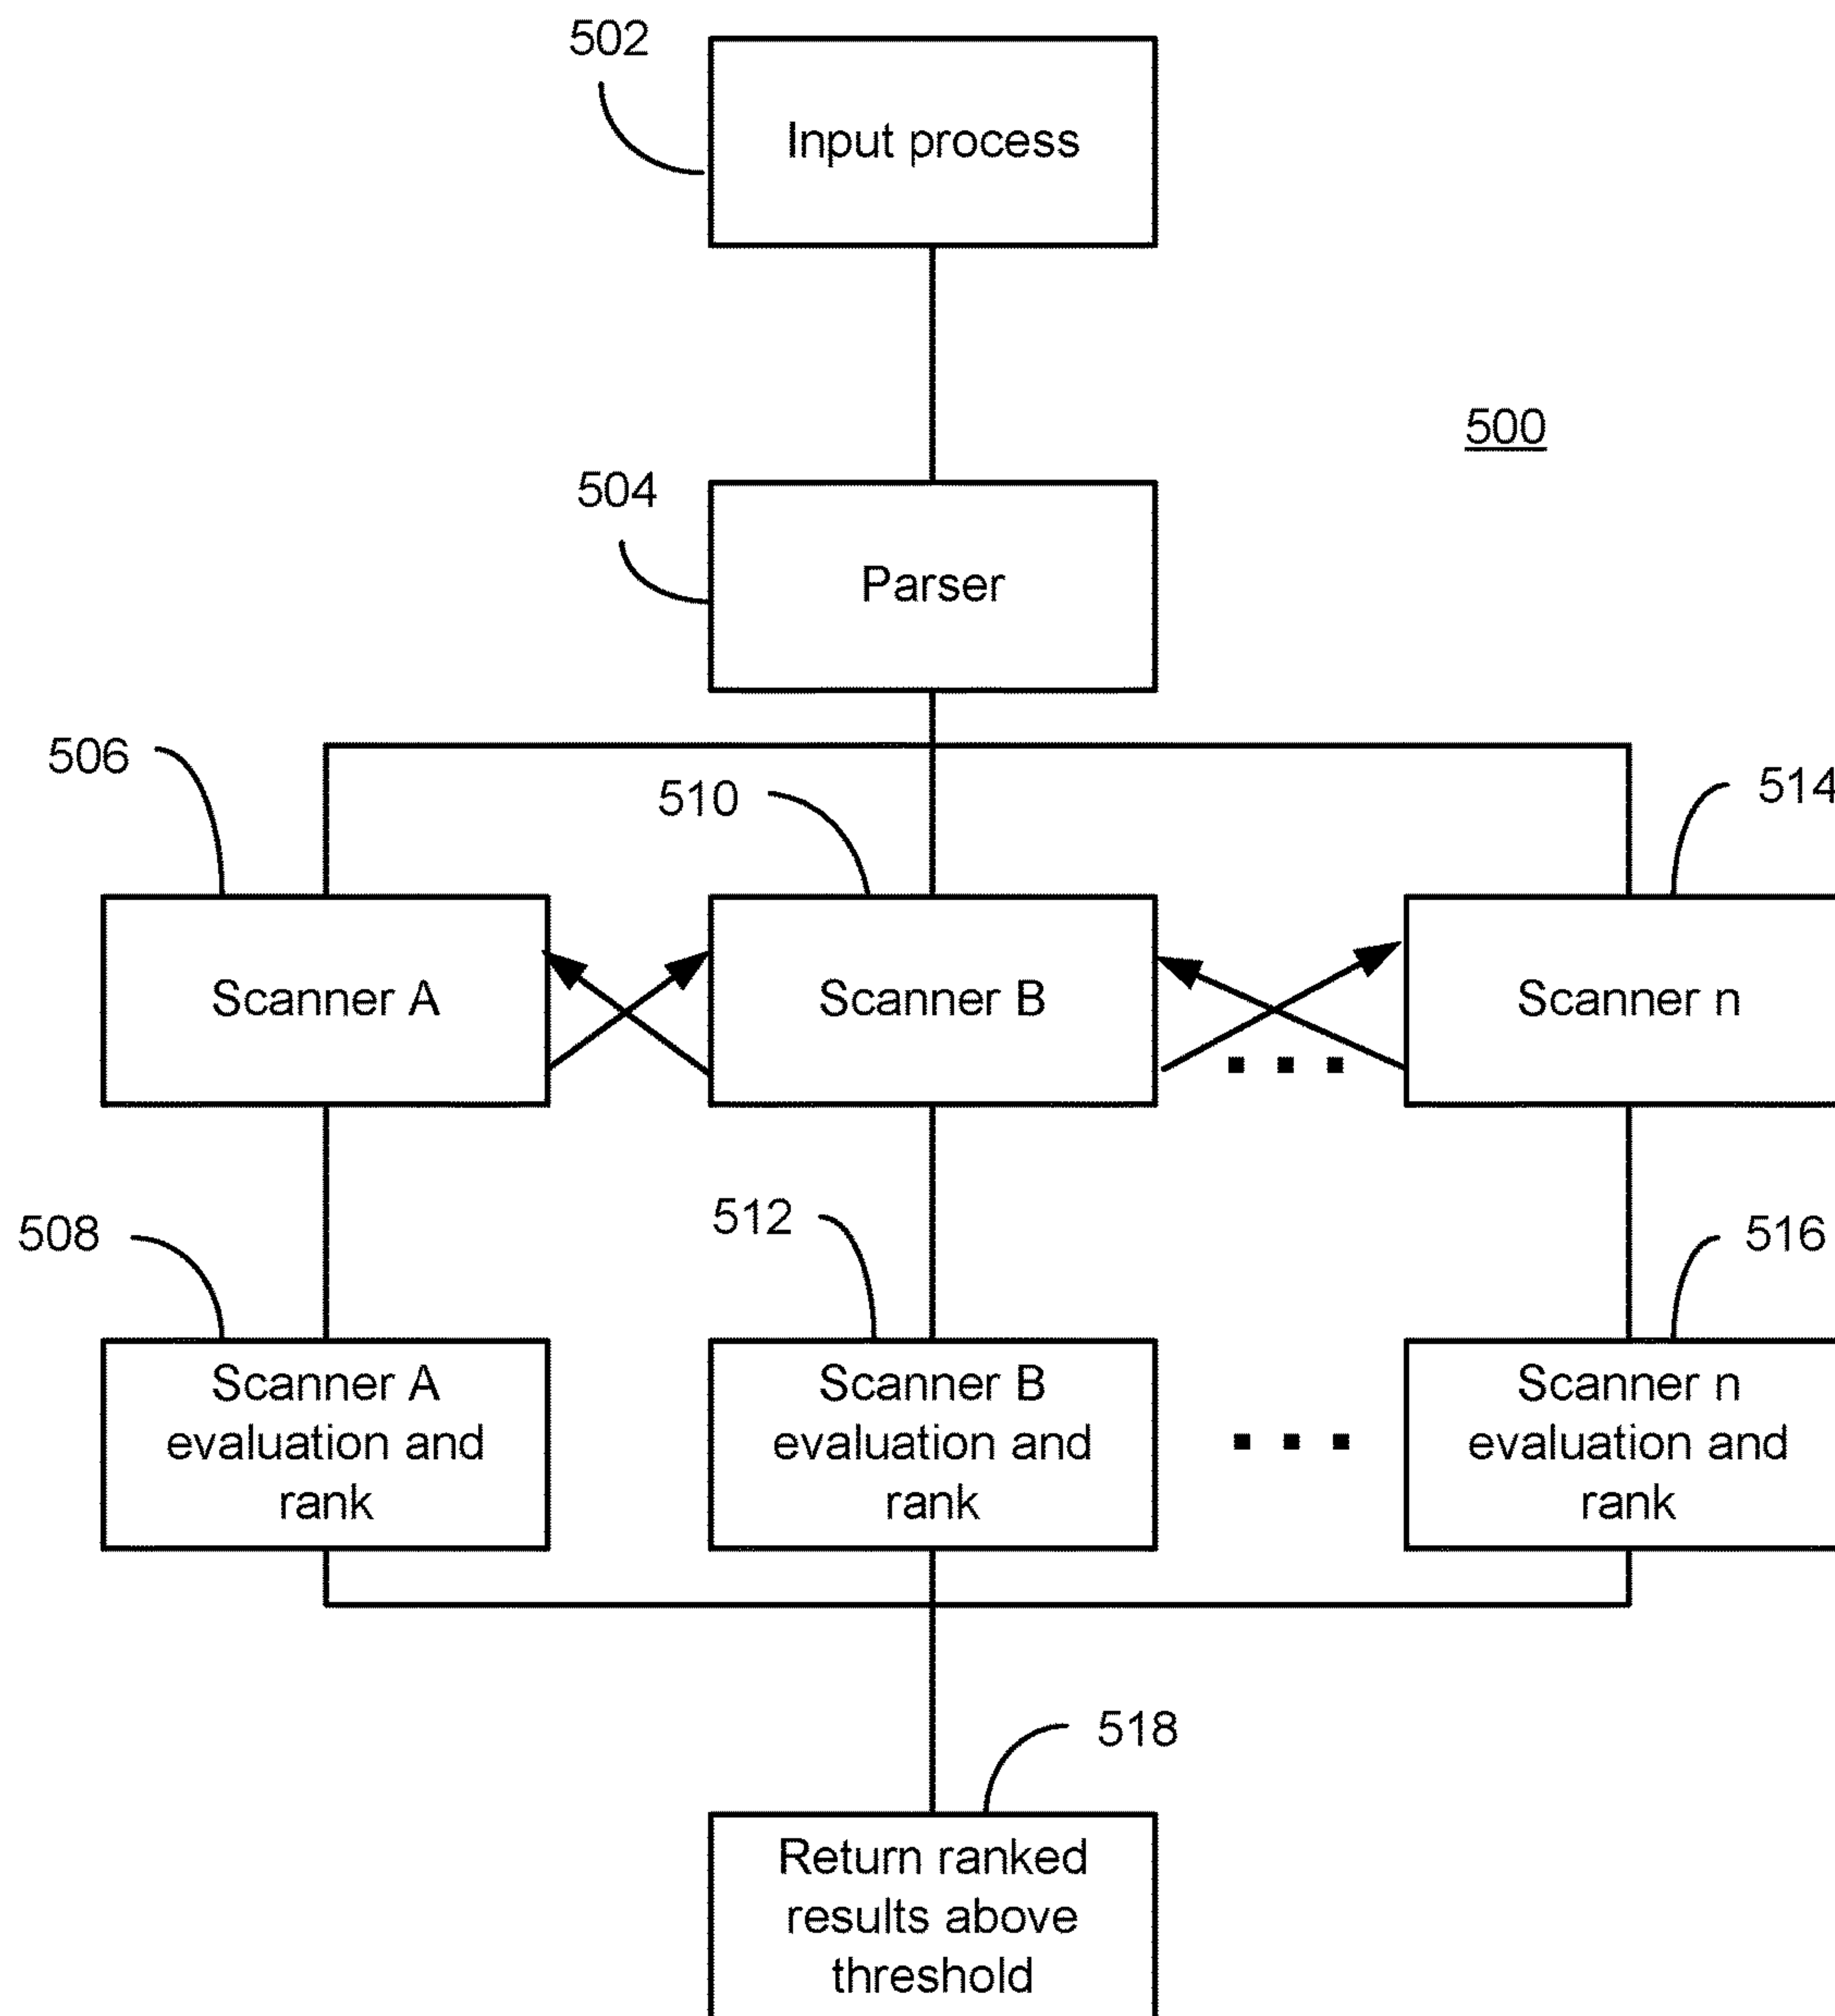 502
Input process
500
504
Parser
506
510
514
Scanner A
Scanner B
Scanner n
508
512
516
Scanner A
evaluation and
rank
Scanner B
evaluation and
rank
Scanner n
evaluation and
rank
518
Return ranked
results above
threshold